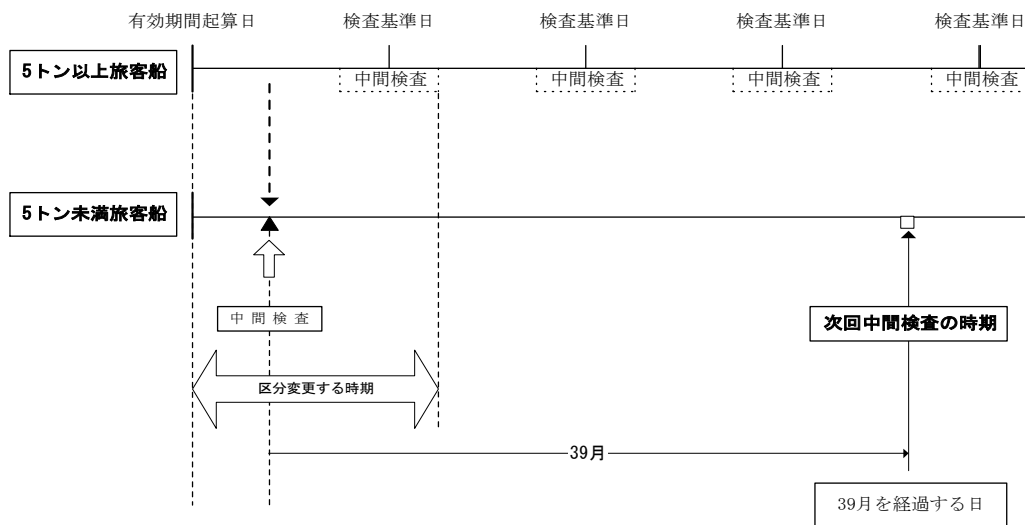 有効期間起算日
検査基準日
検査基準日
検査基準日
検査基準日
5トン以上旅客船
中間検査
中間検査
中間検査
中間検査
5トン未満旅客船
中間検査
次回中間検査の時期
区分変更する時期
39月
39月を経過する日